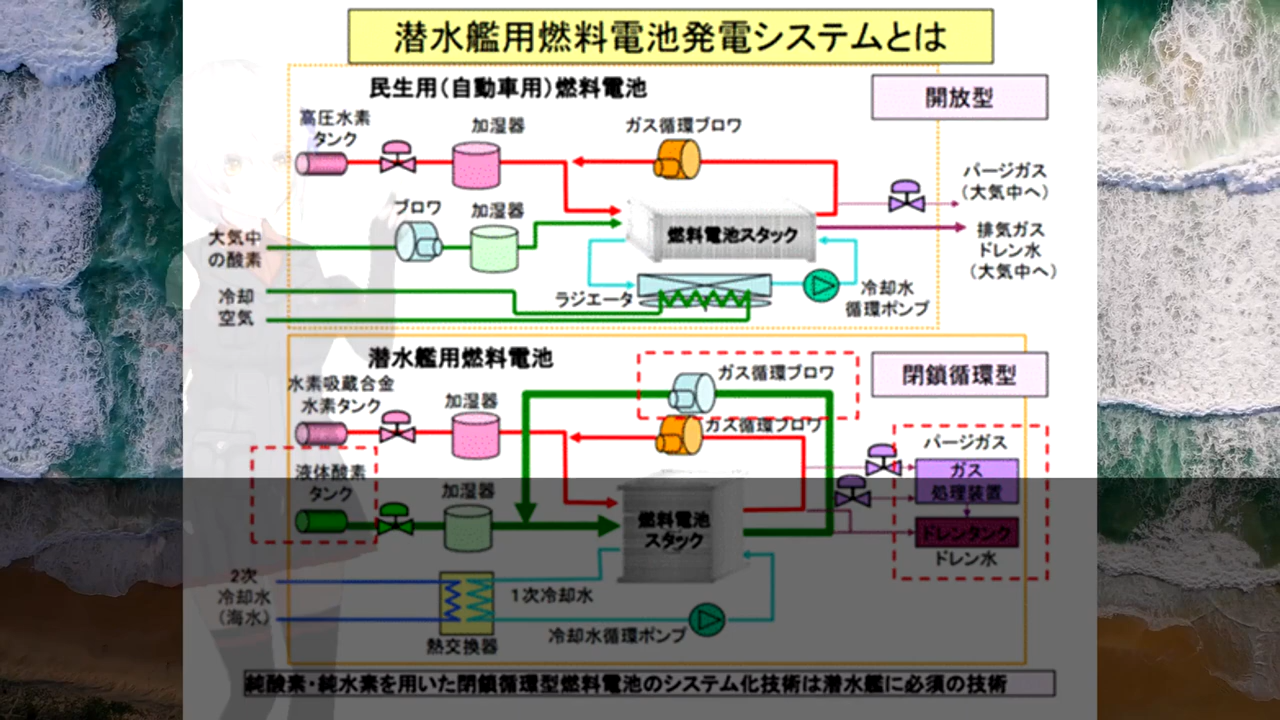 潜水艦用燃料電池発電システムとは
民生用（自動車用）燃料電池
開放型
高圧水素
タンク
加湿器
ガス循環ブロワ
パージガス
（大気中へ）
ブロワ
加湿器
大気中
の酸素
燃料電池スタック
排気ガス
ドレン水
（大気中へ）
冷却
空気
ラジエータ
冷却水
循環ポンプ
潜水艦用燃料電池
閉鎖循環型
水素吸蔵合金
水素タンク
加湿器
ガス循環ブロワ
ガス循環ブロワ
パージガス
ガス
処理装置
液体酸素
タンク
加湿器
燃料電池
スタック
ドレンタンク
ドレン水
2次
冷却水
（海水）
1次冷却水
熱交換器
冷却水循環ポンプ
純酸素・純水素を用いた閉鎖循環型燃料電池のシステム化技術は潜水艦に必須の技術